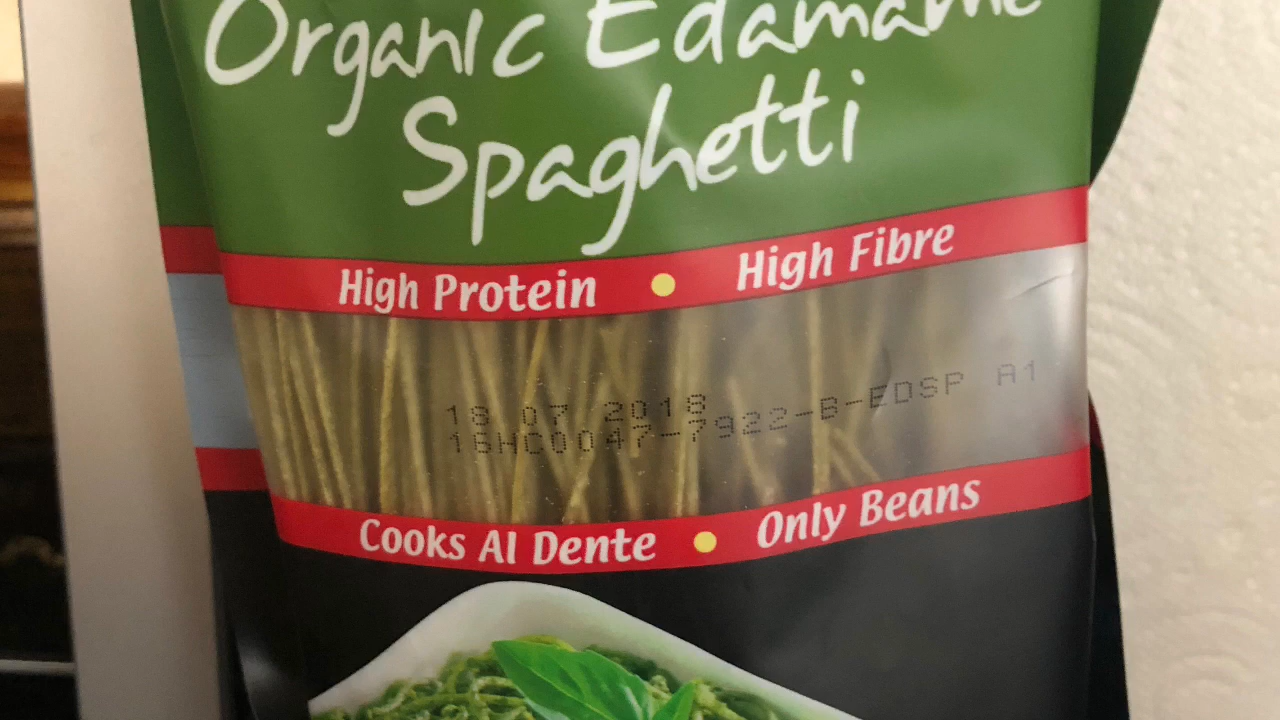 Organic Edamame
Spaghetti
High Protein • High Fibre
18 07 2018
16HC0047-7922-B-EDSP A1
Cooks Al Dente • Only Beans